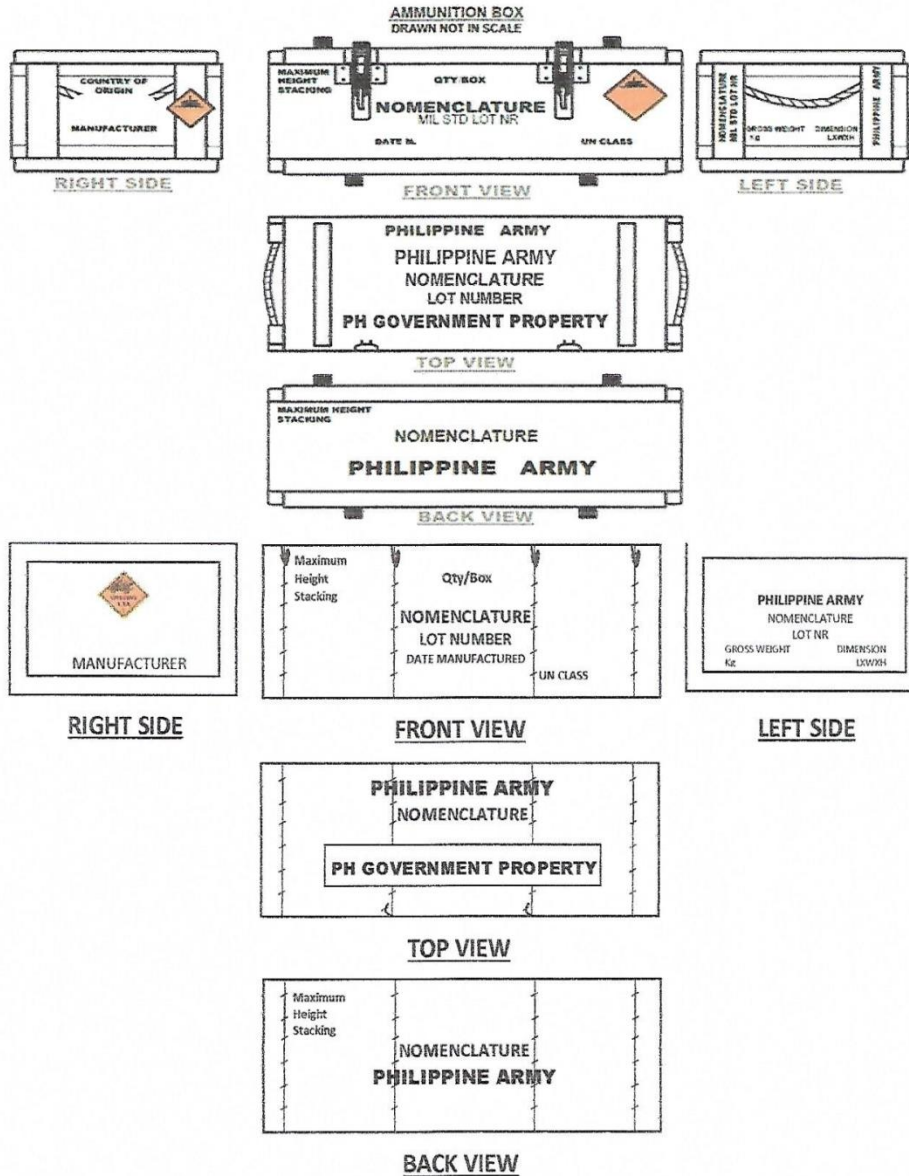 AMMUNITION BOX
DRAWN NOT IN SCALE
COUNTRY OF
ORIGIN
MANUFACTURER
RIGHT SIDE
MAXIMUM
HEIGHT
STACKING
QTY/BOX
NOMENCLATURE
MIL STD LOT NR
DATE M.
UN CLASS
FRONT VIEW
NOMENCLATURE
MIL STD LOT NR
GROSS WEIGHT DIMENSION
Kg LXWXH
PHILIPPINE ARMY
LEFT SIDE
PHILIPPINE ARMY
PHILIPPINE ARMY
NOMENCLATURE
LOT NUMBER
PH GOVERNMENT PROPERTY
TOP VIEW
MAXIMUM HEIGHT
STACKING
NOMENCLATURE
PHILIPPINE ARMY
BACK VIEW
MANUFACTURER
RIGHT SIDE
Maximum
Height
Stacking
Qty/Box
NOMENCLATURE
LOT NUMBER
DATE MANUFACTURED
UN CLASS
FRONT VIEW
PHILIPPINE ARMY
NOMENCLATURE
LOT NR
GROSS WEIGHT DIMENSION
Kg LXWXH
LEFT SIDE
PHILIPPINE ARMY
NOMENCLATURE
PH GOVERNMENT PROPERTY
TOP VIEW
Maximum
Height
Stacking
NOMENCLATURE
PHILIPPINE ARMY
BACK VIEW